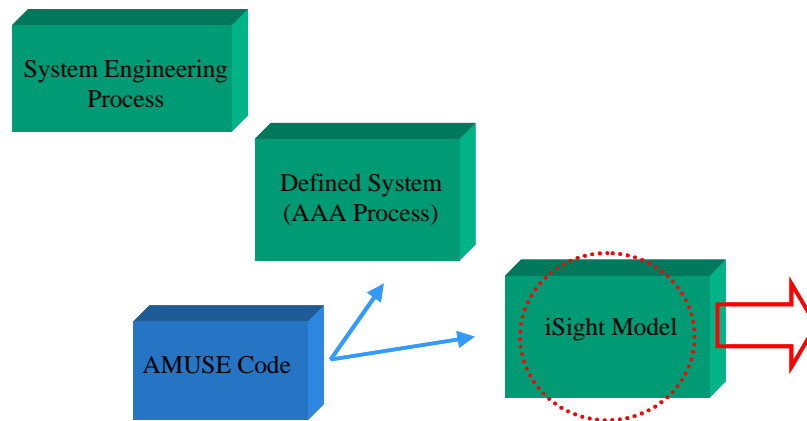 System Engineering
Process
Defined System
(AAA Process)
iSight Model
AMUSE Code